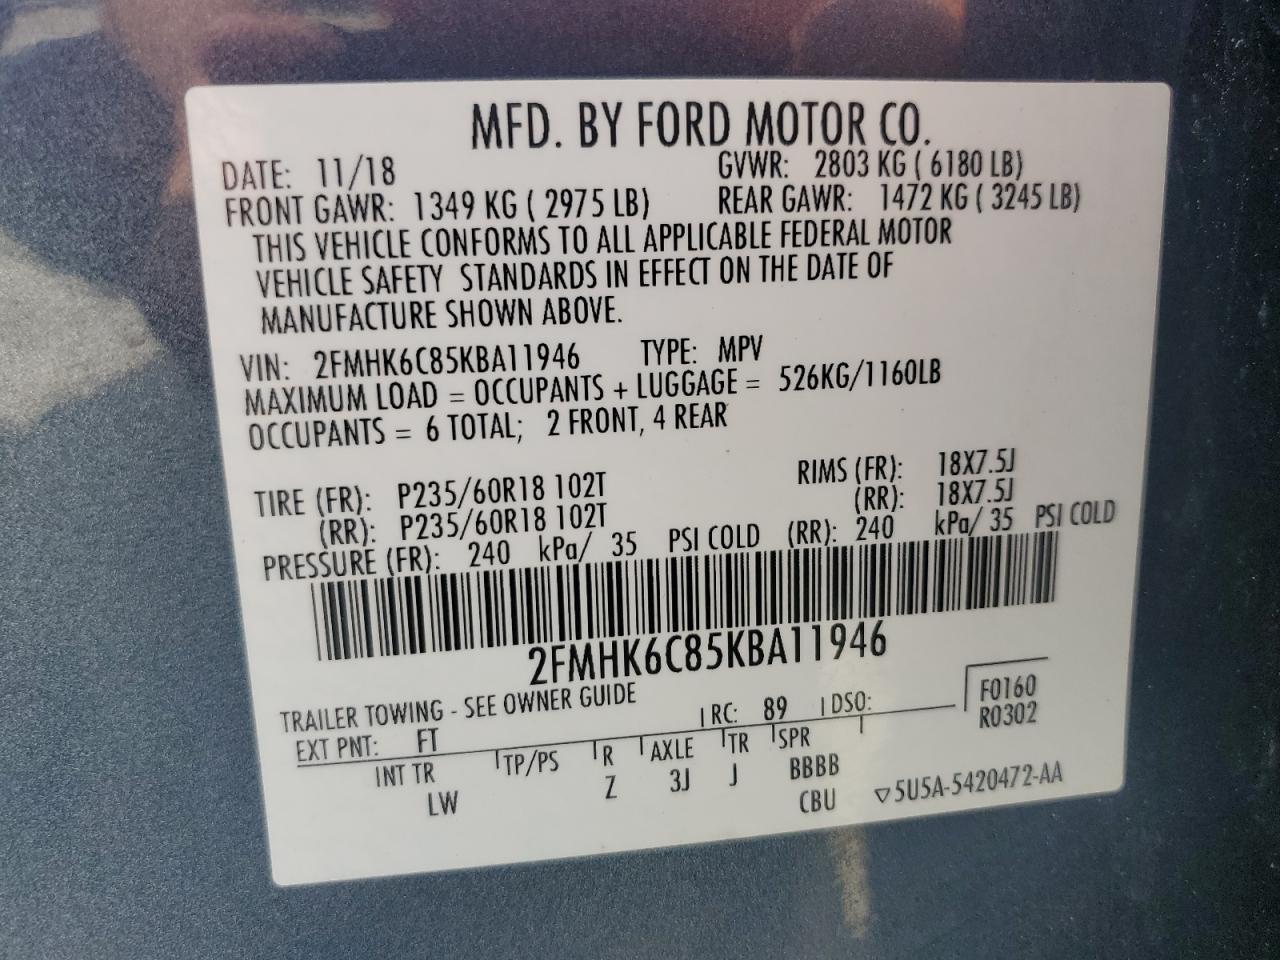 MFD. BY FORD MOTOR CO.
DATE: 11/18 GVWR: 2803 KG ( 6180 LB)
FRONT GAWR: 1349 KG ( 2975 LB) REAR GAWR: 1472 KG ( 3245 LB)
THIS VEHICLE CONFORMS TO ALL APPLICABLE FEDERAL MOTOR
VEHICLE SAFETY STANDARDS IN EFFECT ON THE DATE OF
MANUFACTURE SHOWN ABOVE.
VIN: 2FMHK6C85KBA11946 TYPE: MPV
MAXIMUM LOAD = OCCUPANTS + LUGGAGE = 526KG/1160LB
OCCUPANTS = 6 TOTAL; 2 FRONT, 4 REAR
TIRE (FR): P235/60R18 102T RIMS (FR): 18X7.5J
(RR): P235/60R18 102T (RR): 18X7.5J
PRESSURE (FR): 240 kPa/ 35 PSI COLD (RR): 240 kPa/ 35 PSI COLD
2FMHK6C85KBA11946
TRAILER TOWING - SEE OWNER GUIDE
EXT PNT: FT RC: 89 DSO: F0160
R0302
INT TR TP/PS R AXLE TR SPR
LW Z 3J J BBBB
CBU ▽5U5A-5420472-AA